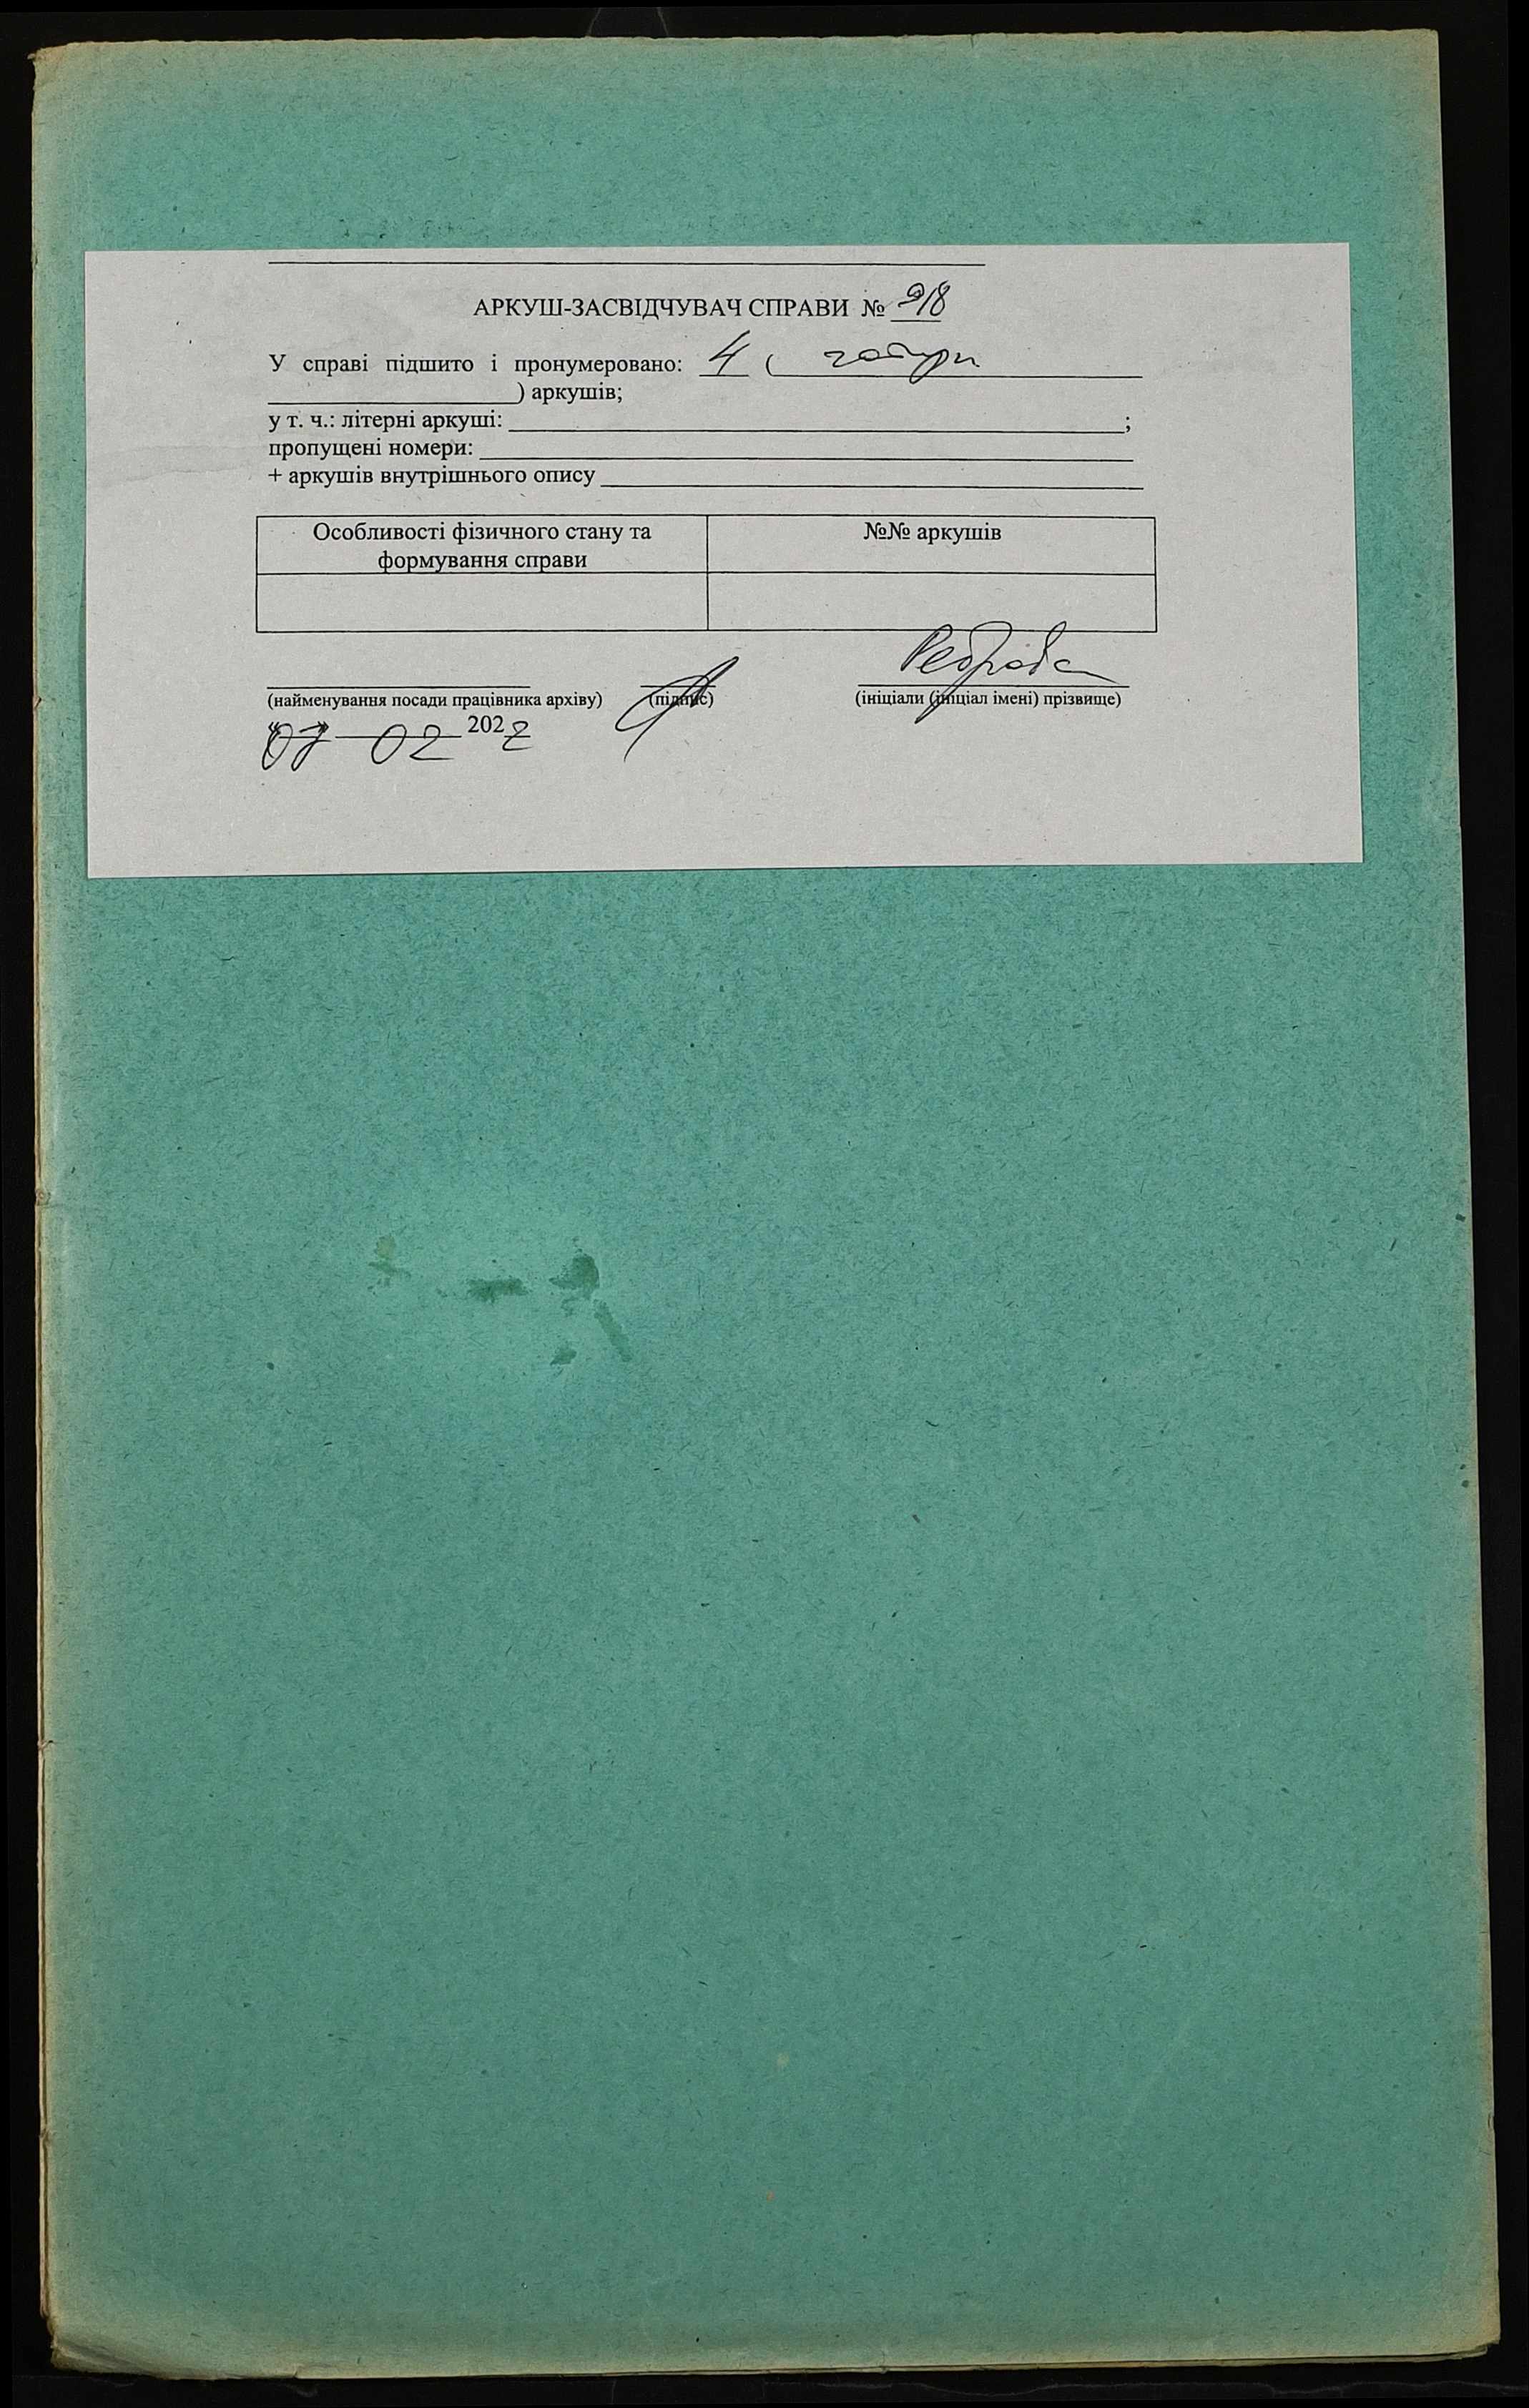 АРКУШ-ЗАСВІДЧУВАЧ СПРАВИ № 918
У справі підшито і пронумеровано: 4 ( чотири
) аркушів;
у т. ч.: літерні аркуші: ;
пропущені номери:
+ аркушів внутрішнього опису
Особливості фізичного стану та формування справи
№№ аркушів
(найменування посади працівника архіву) (підпис) (ініціали (ініціал імені) прізвище)
"07" 02 2022